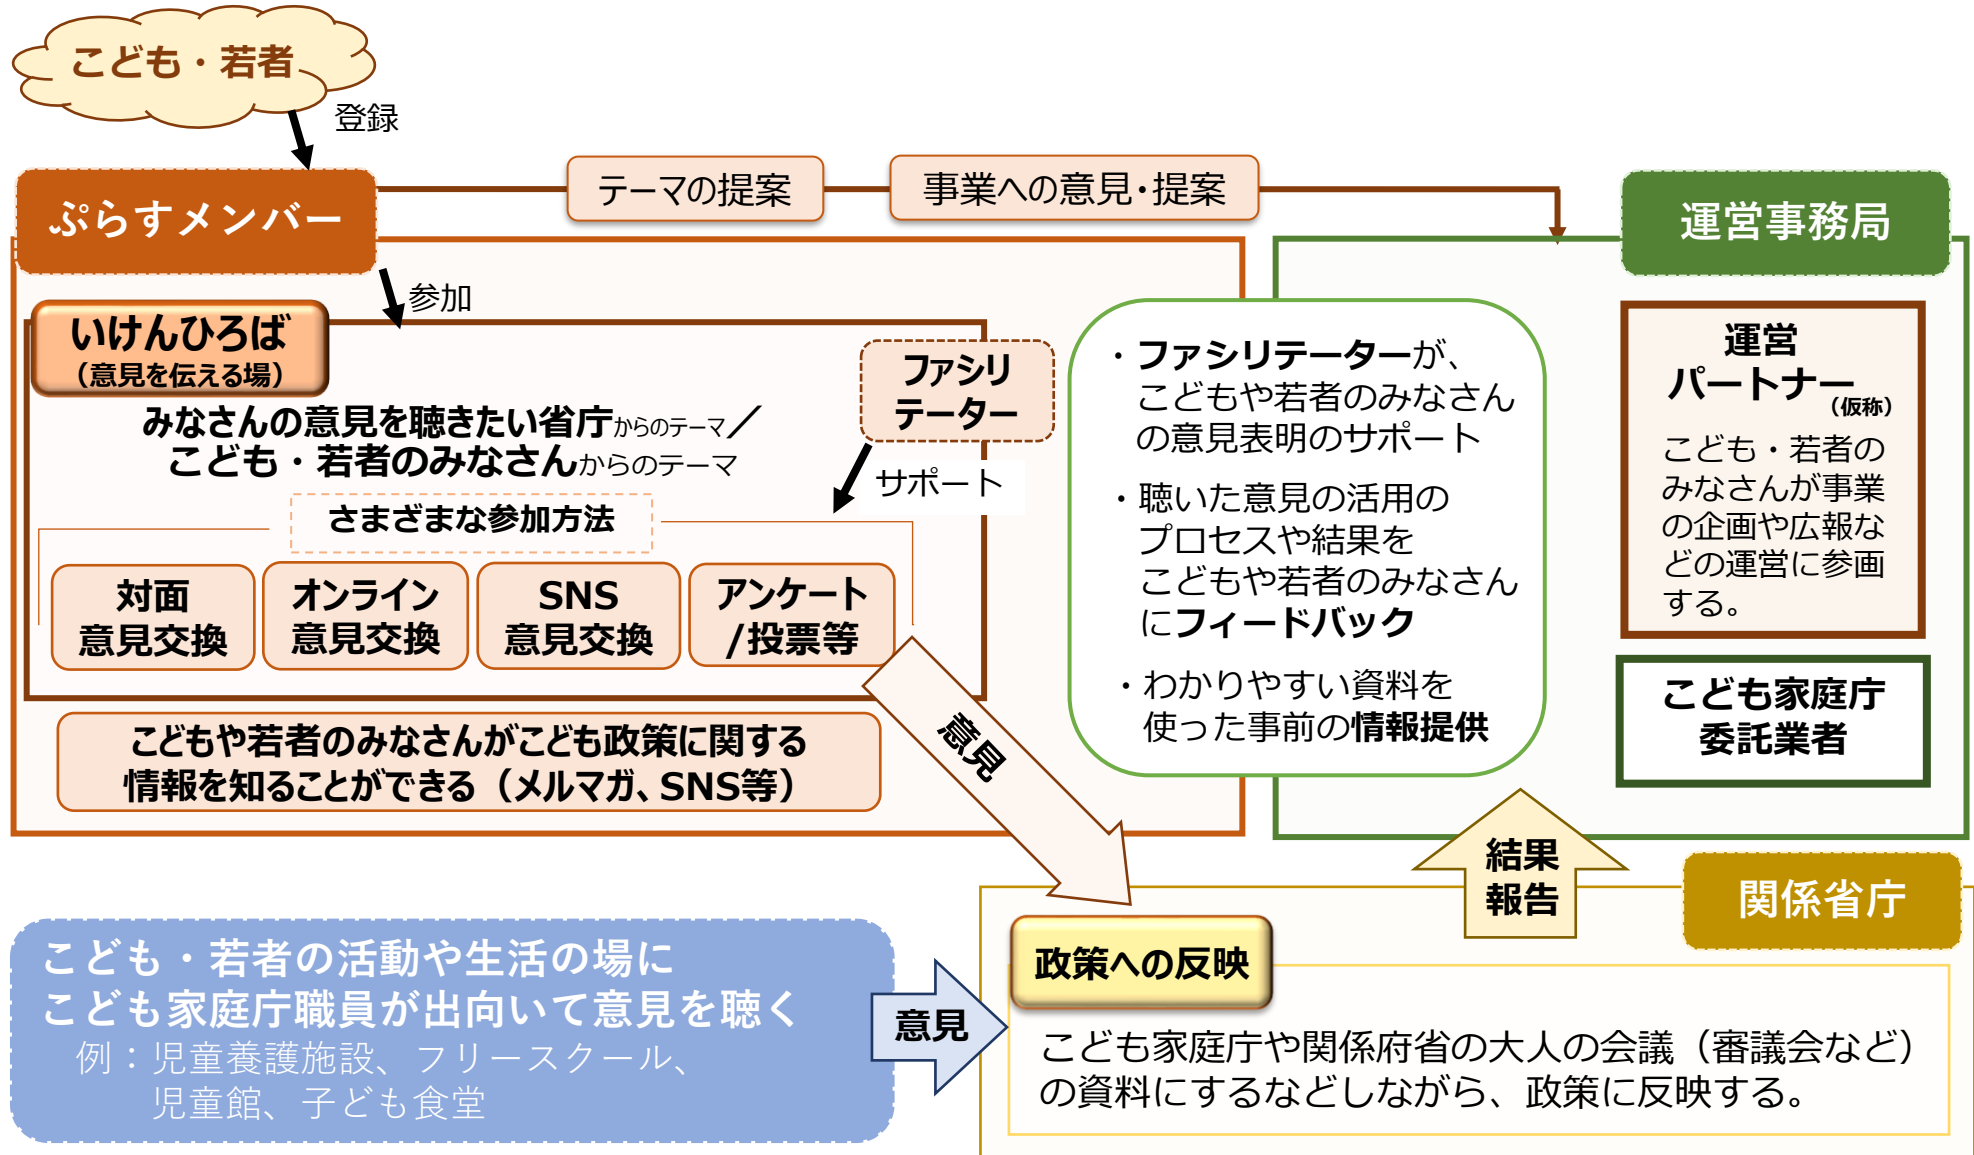 こども・若者
登録
ぷらすメンバー
テーマの提案
事業への意見・提案
運営事務局
参加
いけんひろば
（意見を伝える場）
みなさんの意見を聴きたい省庁からのテーマ／
こども・若者のみなさんからのテーマ
ファシリ
テーター
サポート
さまざまな参加方法
対面
意見交換
オンライン
意見交換
SNS
意見交換
アンケート
/投票等
こどもや若者のみなさんがこども政策に関する
情報を知ることができる（メルマガ、SNS等）
意見
・ファシリテーターが、
こどもや若者のみなさん
の意見表明のサポート
・聴いた意見の活用の
プロセスや結果を
こどもや若者のみなさん
にフィードバック
・わかりやすい資料を
使った事前の情報提供
運営
パートナー（仮称）
こども・若者の
みなさんが事業
の企画や広報な
どの運営に参画
する。
こども家庭庁
委託業者
結果
報告
関係省庁
こども・若者の活動や生活の場に
こども家庭庁職員が出向いて意見を聴く
例：児童養護施設、フリースクール、
児童館、子ども食堂
意見
政策への反映
こども家庭庁や関係府省の大人の会議（審議会など）
の資料にするなどしながら、政策に反映する。